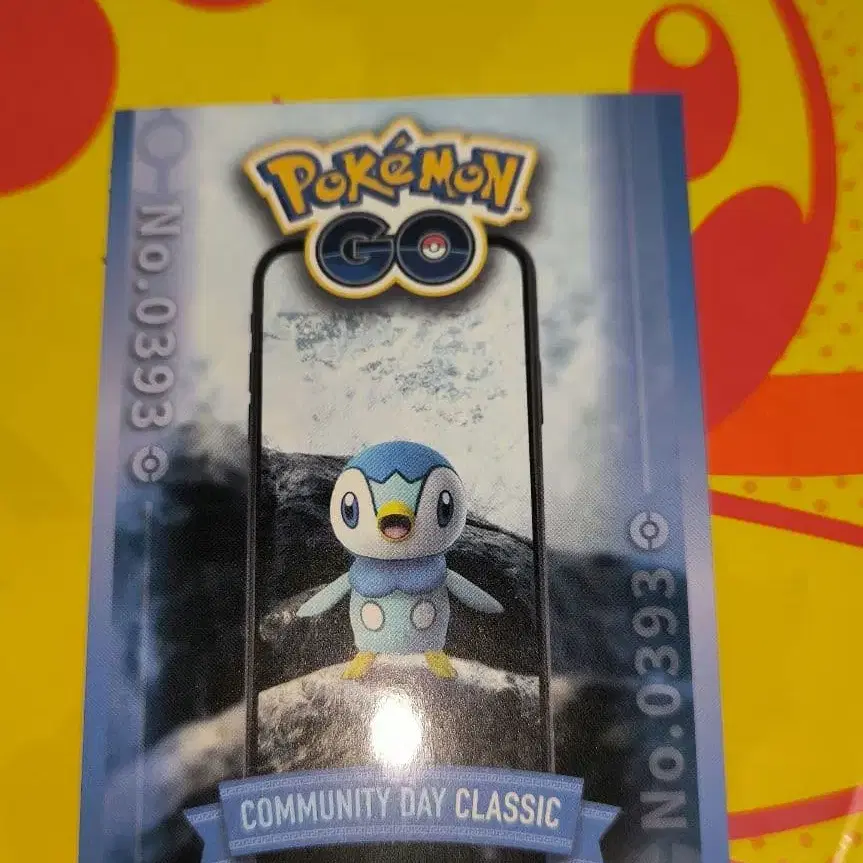 POKéMON
GO
No.0393
No.0393
COMMUNITY DAY CLASSIC